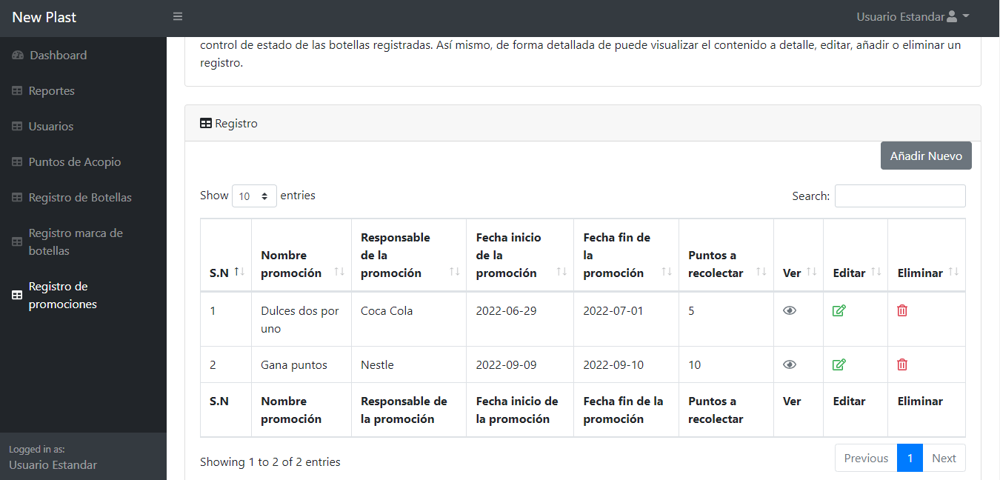 New Plast
Usuario Estandar
Dashboard
Reportes
Usuarios
Puntos de Acopio
Registro de Botellas
Registro marca de
botellas
Registro de
promociones
Logged in as:
Usuario Estandar
control de estado de las botellas registradas. Así mismo, de forma detallada de puede visualizar el contenido a detalle, editar, añadir o eliminar un
registro.
Registro
Añadir Nuevo
Show 10 entries
Search:
S.N
Nombre
promoción
Responsable
de la
promoción
Fecha inicio
de la
promoción
Fecha fin de
la
promoción
Puntos a
recolectar
Ver
Editar
Eliminar
1
Dulces dos por
uno
Coca Cola
2022-06-29
2022-07-01
5
2
Gana puntos
Nestle
2022-09-09
2022-09-10
10
S.N
Nombre
promoción
Responsable de
la promoción
Fecha inicio de
la promoción
Fecha fin de la
promoción
Puntos a
recolectar
Ver
Editar
Eliminar
Showing 1 to 2 of 2 entries
Previous 1 Next